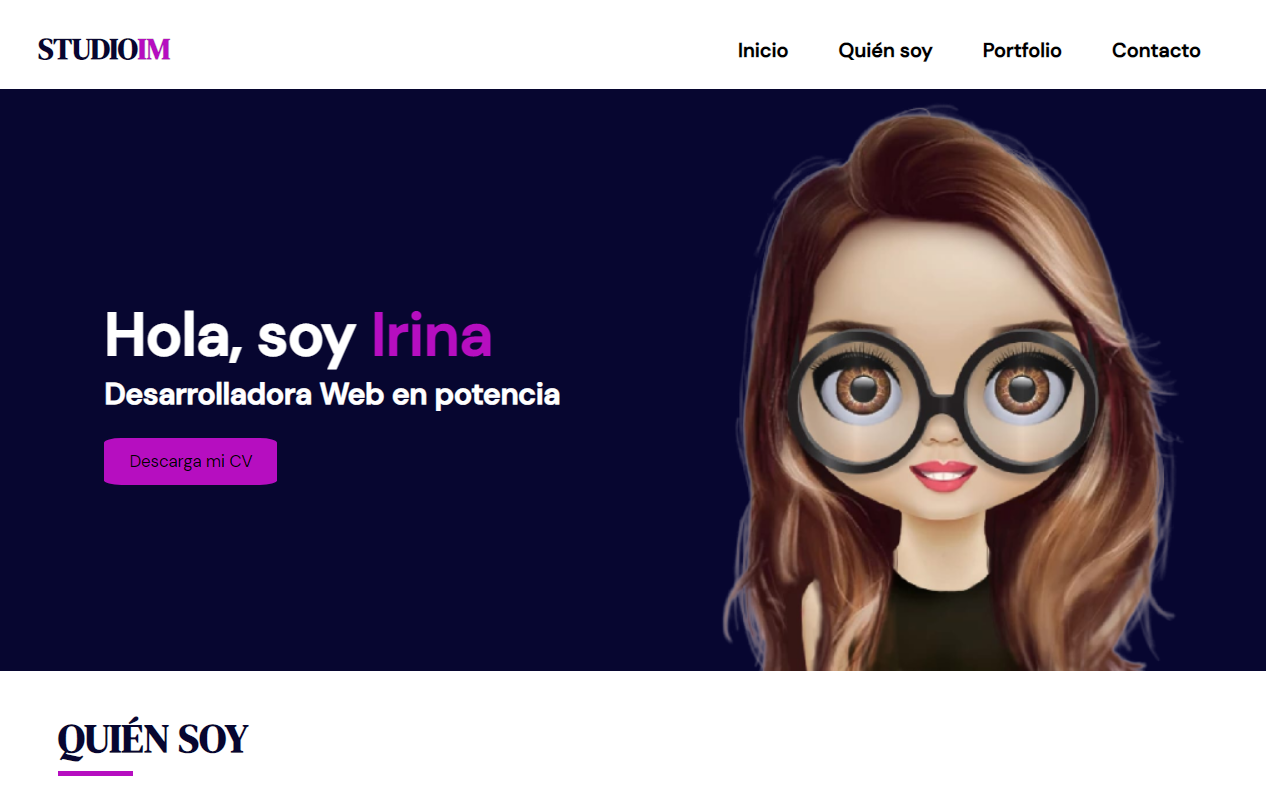 STUDIOIM
Inicio Quién soy Portfolio Contacto
Hola, soy Irina
Desarrolladora Web en potencia
Descarga mi CV
QUIÉN SOY